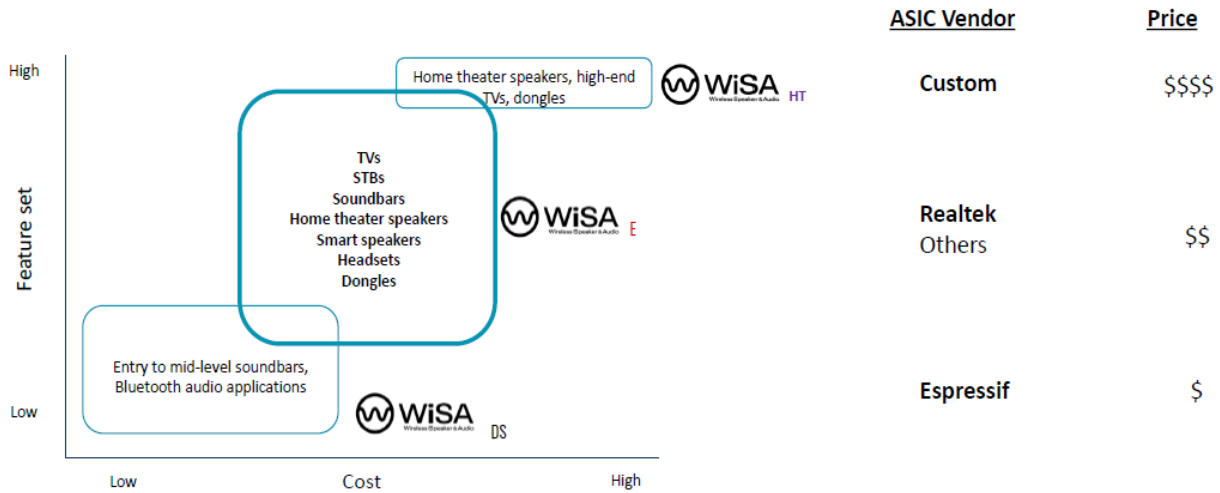 ASIC Vendor
Price
High
Home theater speakers, high-end
TVs, dongles
WiSA
Wireless Speaker & Audio
HT
Custom
$$$$
TVs
STBs
Soundbars
Home theater speakers
Smart speakers
Headsets
Dongles
WiSA
Wireless Speaker & Audio
E
Realtek
Others
$$
Feature set
Entry to mid-level soundbars,
Bluetooth audio applications
WiSA
Wireless Speaker & Audio
DS
Espressif
$
Low
Low
Cost
High